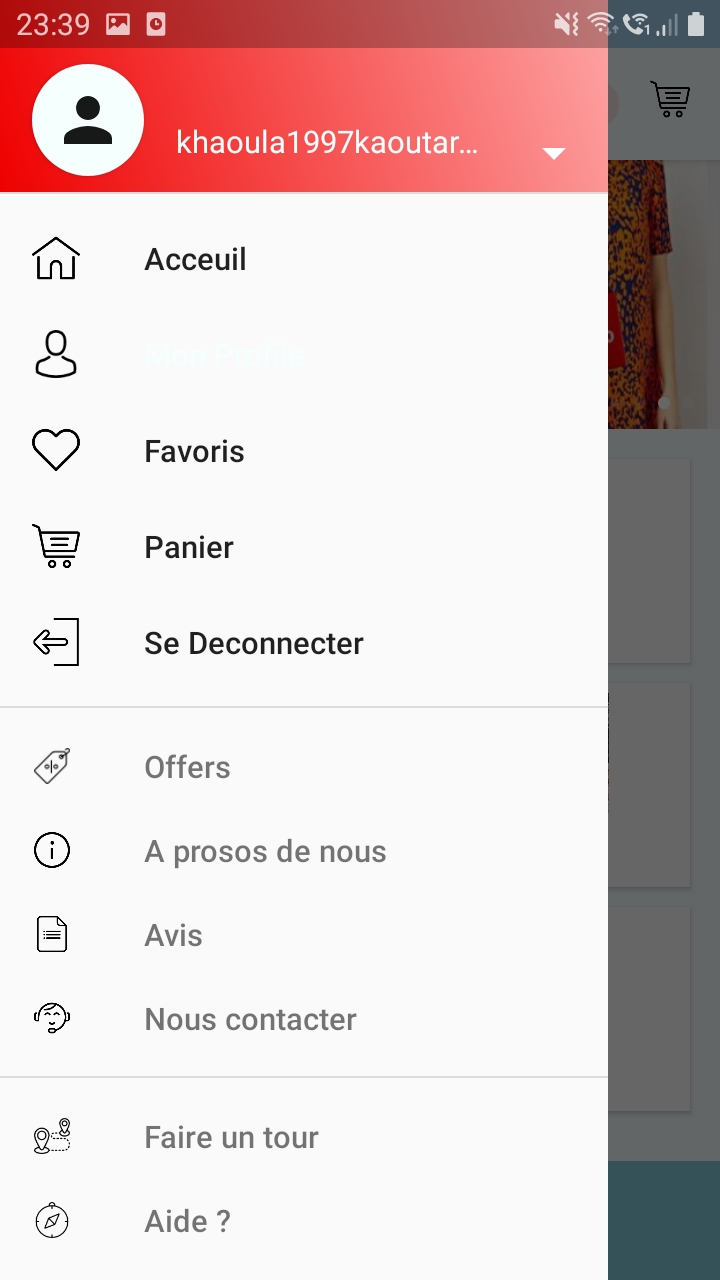 23:39
khaoula1997kaoutar...
Acceuil
Mon Profile
Favoris
Panier
Se Deconnecter
Offers
A prosos de nous
Avis
Nous contacter
Faire un tour
Aide ?